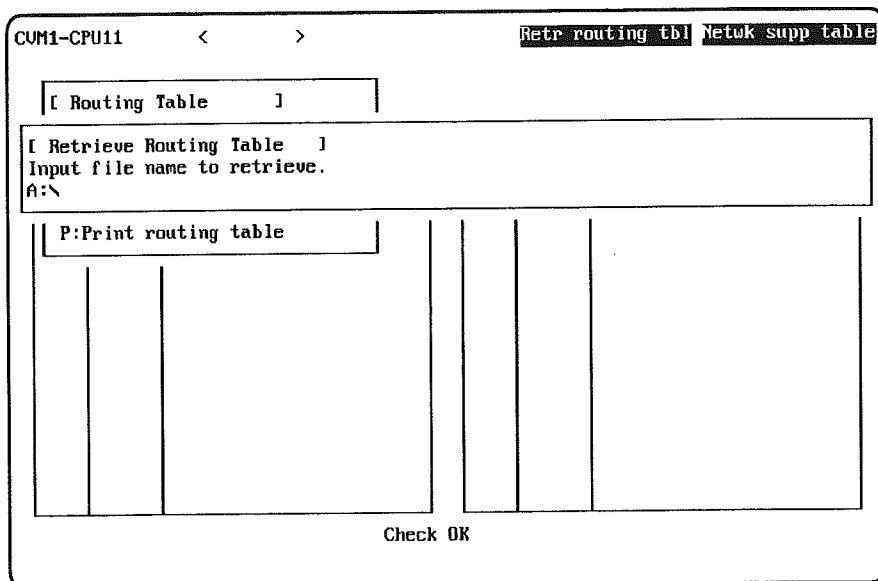 CVM1-CPU11 < > Retr routing tbl Netwk supp table
[ Routing Table ]
[ Retrieve Routing Table ]
Input file name to retrieve.
A:\
P:Print routing table
Check OK